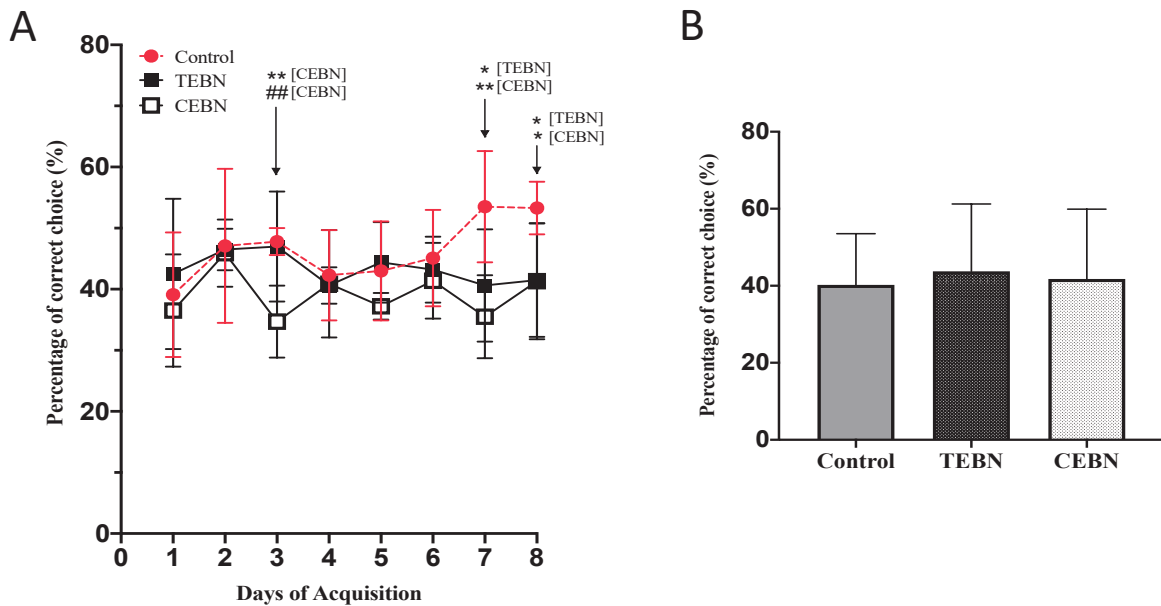 A
Percentage of correct choice (%)
80
60
40
20
0
Control
TEBN
CEBN
** [CEBN]
## [CEBN]
* [TEBN]
** [CEBN]
* [TEBN]
* [CEBN]
0 1 2 3 4 5 6 7 8
Days of Acquisition
B
Percentage of correct choice (%)
80
60
40
20
0
Control TEBN CEBN